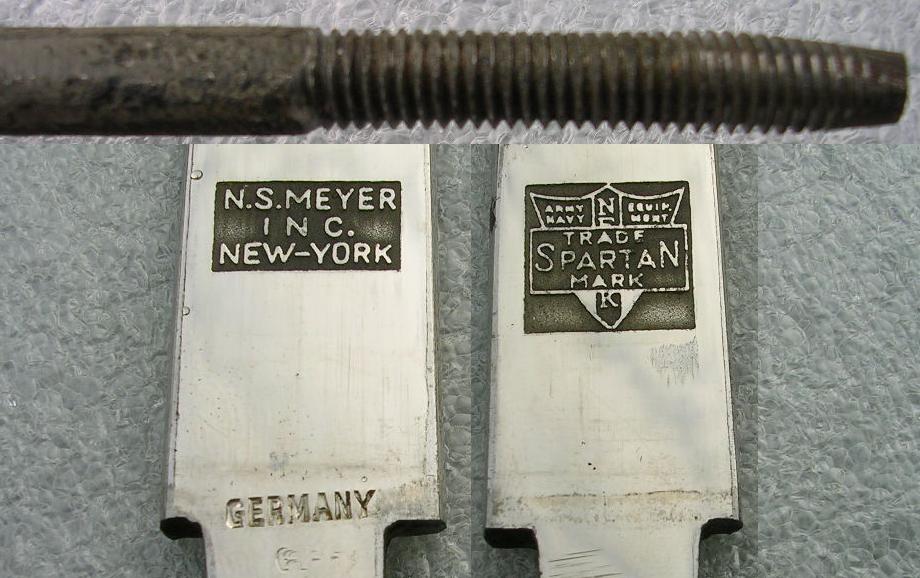 N.S.MEYER
INC.
NEW-YORK
GERMANY
ARMY
NAVY
N
E
EQUIP.
MENT
TRADE
SPARTAN
MARK
K